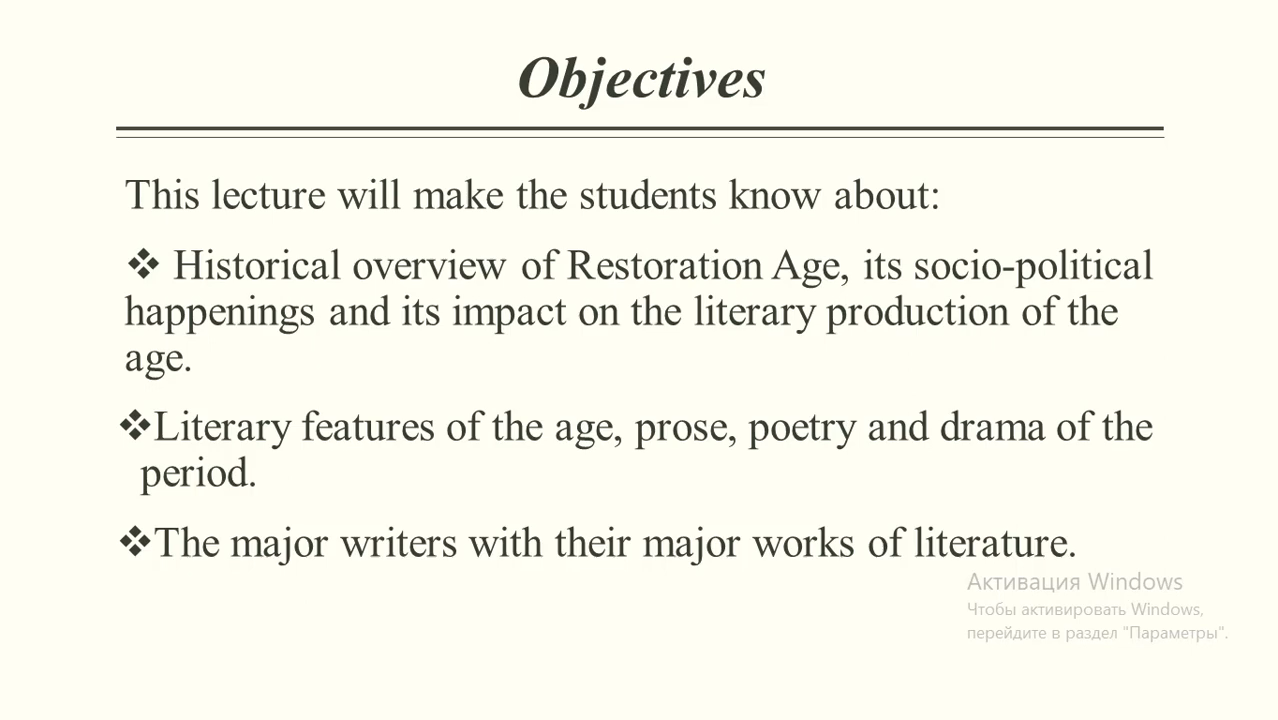 Objectives
This lecture will make the students know about:
❖ Historical overview of Restoration Age, its socio-political
happenings and its impact on the literary production of the
age.
❖Literary features of the age, prose, poetry and drama of the
period.
❖The major writers with their major works of literature.
Активация Windows
Чтобы активировать Windows,
перейдите в раздел "Параметры".